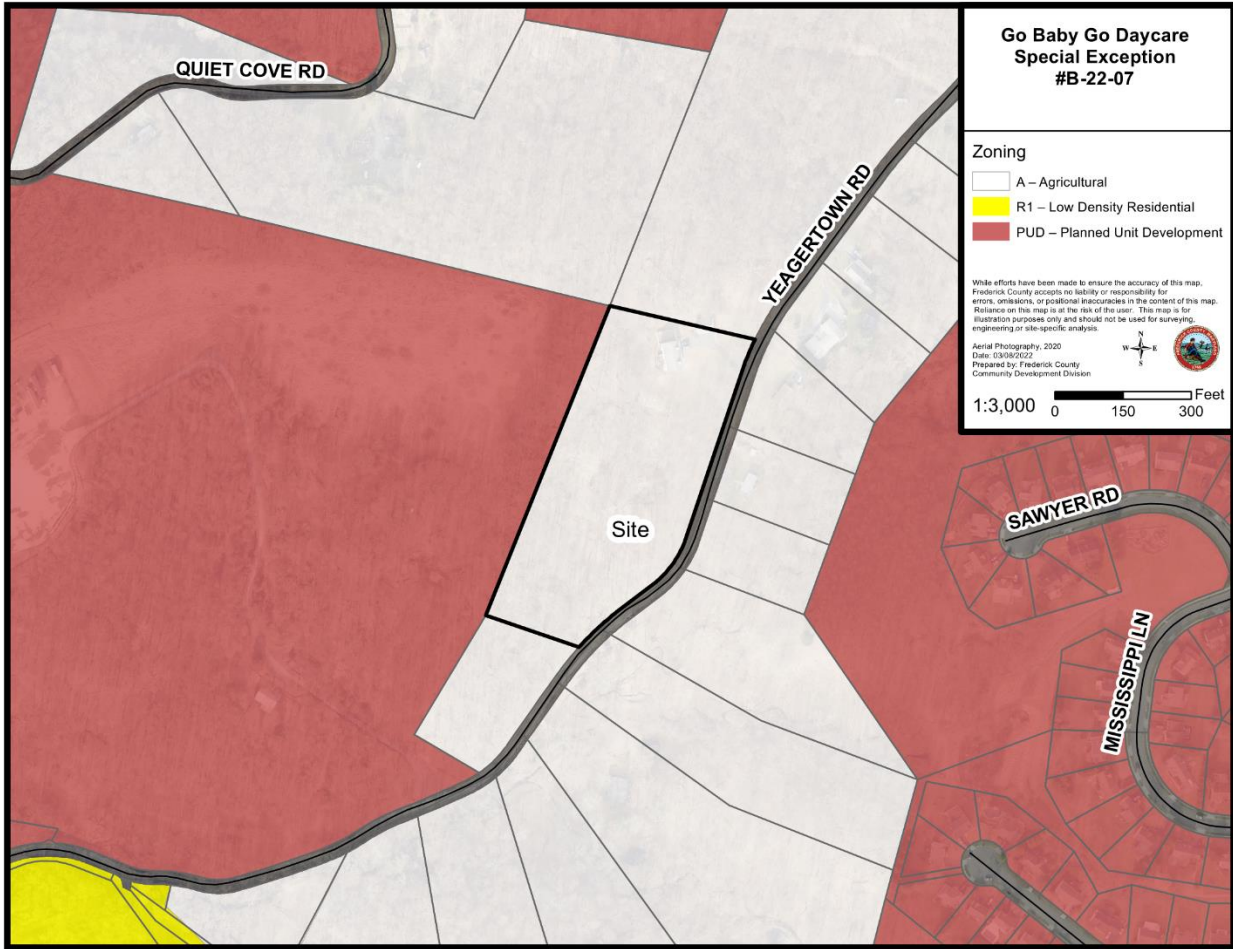 Go Baby Go Daycare
Special Exception
#B-22-07
Zoning
A – Agricultural
R1 – Low Density Residential
PUD – Planned Unit Development
While efforts have been made to ensure the accuracy of this map,
Frederick County accepts no liability or responsibility for
errors, omissions, or positional inaccuracies in the content of this map.
Reliance on this map is at the risk of the user. This map is for
illustration purposes only and should not be used for surveying,
engineering or site-specific analysis.
Aerial Photography, 2020
Date: 03/08/2022
Prepared by: Frederick County
Community Development Division
N
W E
S
1:3,000
Feet
0 150 300
QUIET COVE RD
YEAGERTOWN RD
Site
SAWYER RD
MISSISSIPPI LN